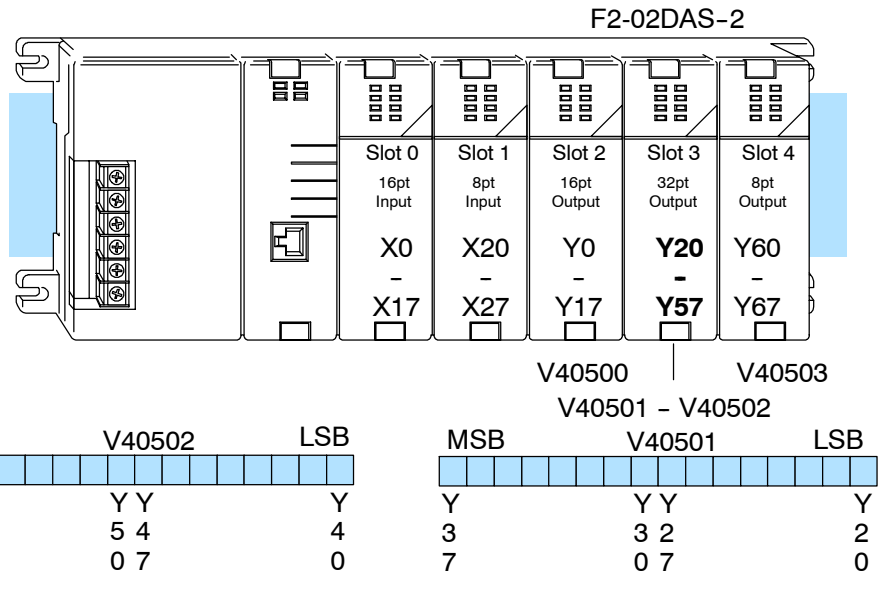 F2-02DAS-2
Slot 0 Slot 1 Slot 2 Slot 3 Slot 4
16pt 8pt 16pt 32pt 8pt
Input Input Output Output Output
X0 X20 Y0 Y20 Y60
- - - - -
X17 X27 Y17 Y57 Y67
V40500 V40503
V40501 - V40502
V40502 LSB MSB V40501 LSB
Y Y Y Y Y Y Y
5 4 4 3 3 2 2
0 7 0 7 0 7 0